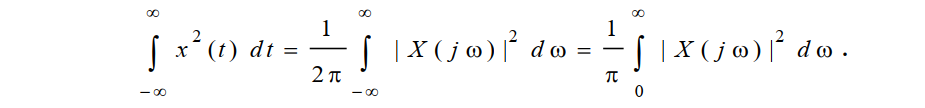 ∫_{-∞}^{∞} x²(t) dt = 1/(2π) ∫_{-∞}^{∞} |X(jω)|² dω = 1/π ∫_{0}^{∞} |X(jω)|² dω .